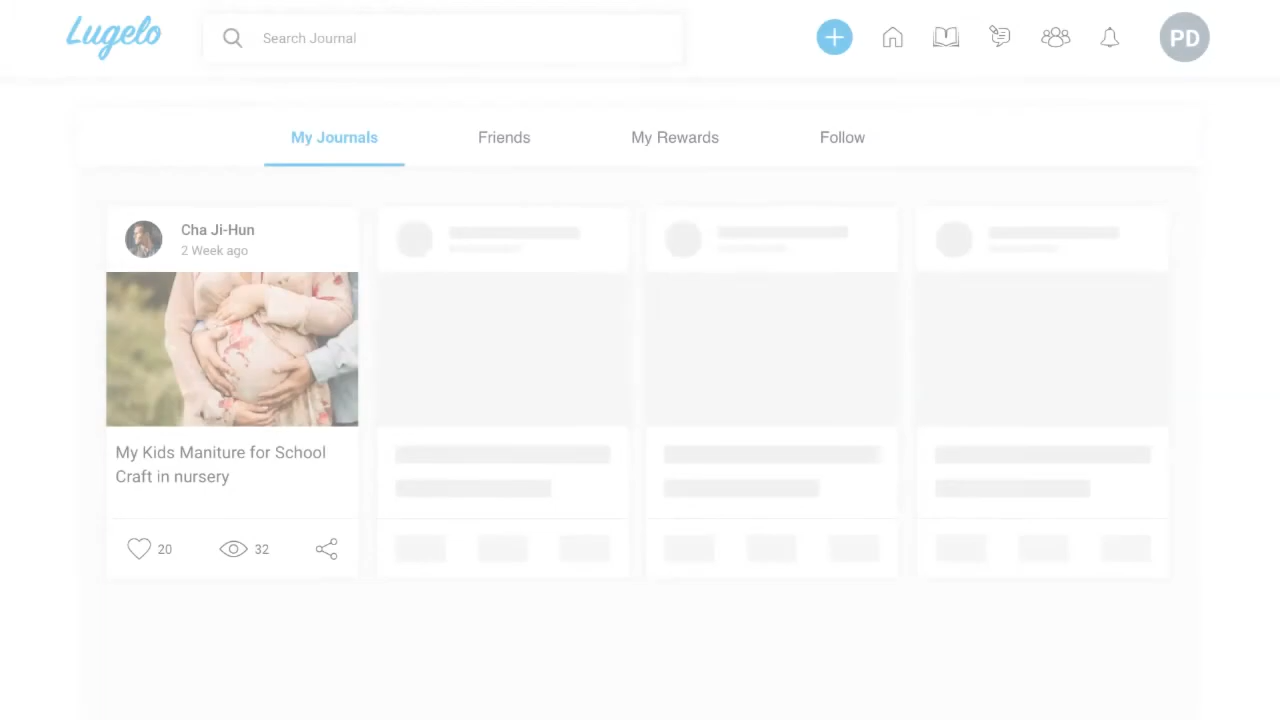 Lugelo
Search Journal
PD
My Journals
Friends
My Rewards
Follow
Cha Ji-Hun
2 Week ago
My Kids Maniture for School
Craft in nursery
20
32